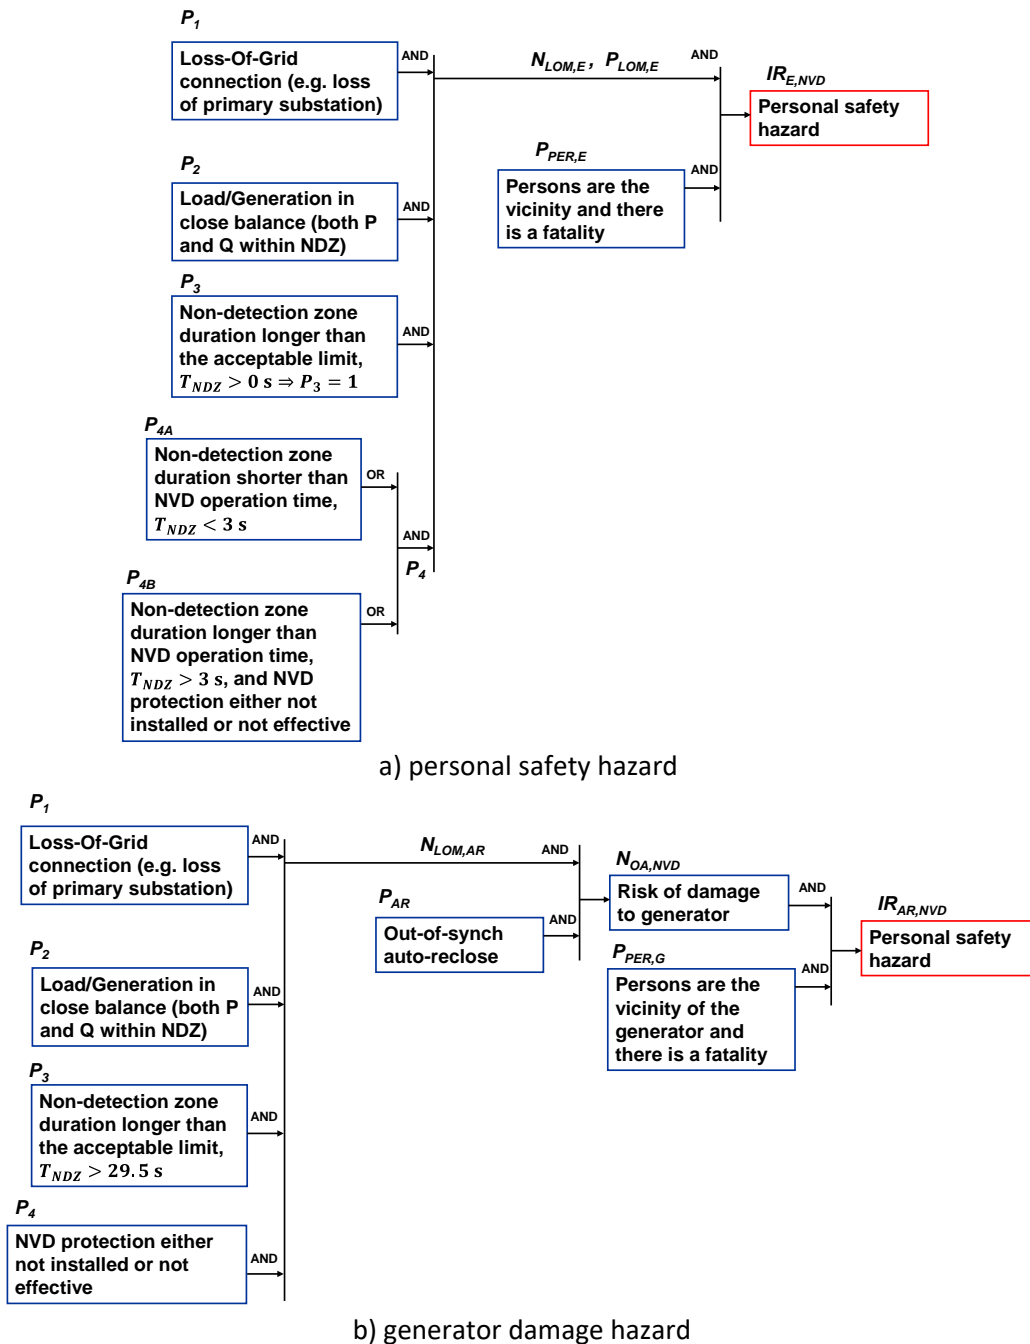 P1
Loss-Of-Grid
connection (e.g. loss
of primary substation)
AND
NLOM,E , PLOM,E
AND
IRE,NVD
Personal safety
hazard
P2
Load/Generation in
close balance (both P
and Q within NDZ)
AND
PPER,E
Persons are the
vicinity and there
is a fatality
AND
P3
Non-detection zone
duration longer than
the acceptable limit,
TNDZ > 0 s ⇒ P3 = 1
AND
P4A
Non-detection zone
duration shorter than
NVD operation time,
TNDZ < 3 s
OR
AND
P4
P4B
Non-detection zone
duration longer than
NVD operation time,
TNDZ > 3 s, and NVD
protection either not
installed or not effective
OR
a) personal safety hazard
P1
Loss-Of-Grid
connection (e.g. loss
of primary substation)
AND
NLOM,AR
AND
NOA,NVD
Risk of damage
to generator
AND
IRAR,NVD
Personal safety
hazard
PAR
Out-of-synch
auto-reclose
AND
PPER,G
Persons are the
vicinity of the
generator and
there is a fatality
AND
P2
Load/Generation in
close balance (both P
and Q within NDZ)
AND
P3
Non-detection zone
duration longer than
the acceptable limit,
TNDZ > 29.5 s
AND
P4
NVD protection either
not installed or not
effective
AND
b) generator damage hazard